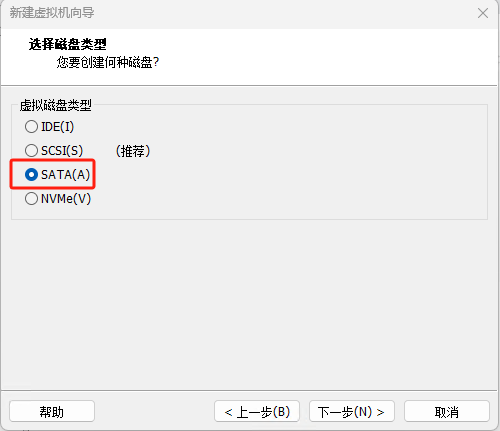 新建虚拟机向导
选择磁盘类型
您要创建何种磁盘?
虚拟磁盘类型
IDE(I)
SCSI(S) (推荐)
SATA(A)
NVMe(V)
帮助 < 上一步(B) 下一步(N) > 取消